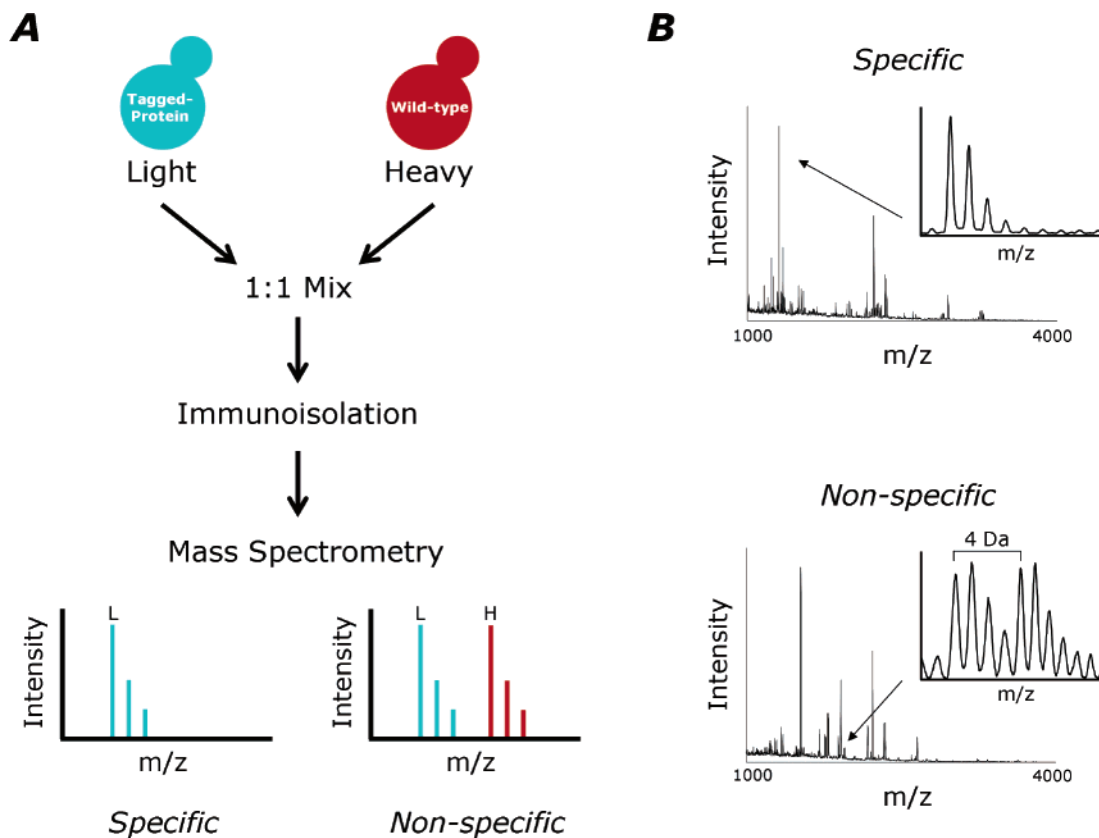 A
Tagged-
Protein
Wild-type
Light
Heavy
1:1 Mix
Immunoisolation
Mass Spectrometry
L
Intensity
m/z
Specific
L
H
Intensity
m/z
Non-specific
B
Specific
Intensity
m/z
1000
4000
m/z
Non-specific
4 Da
Intensity
m/z
1000
4000
m/z